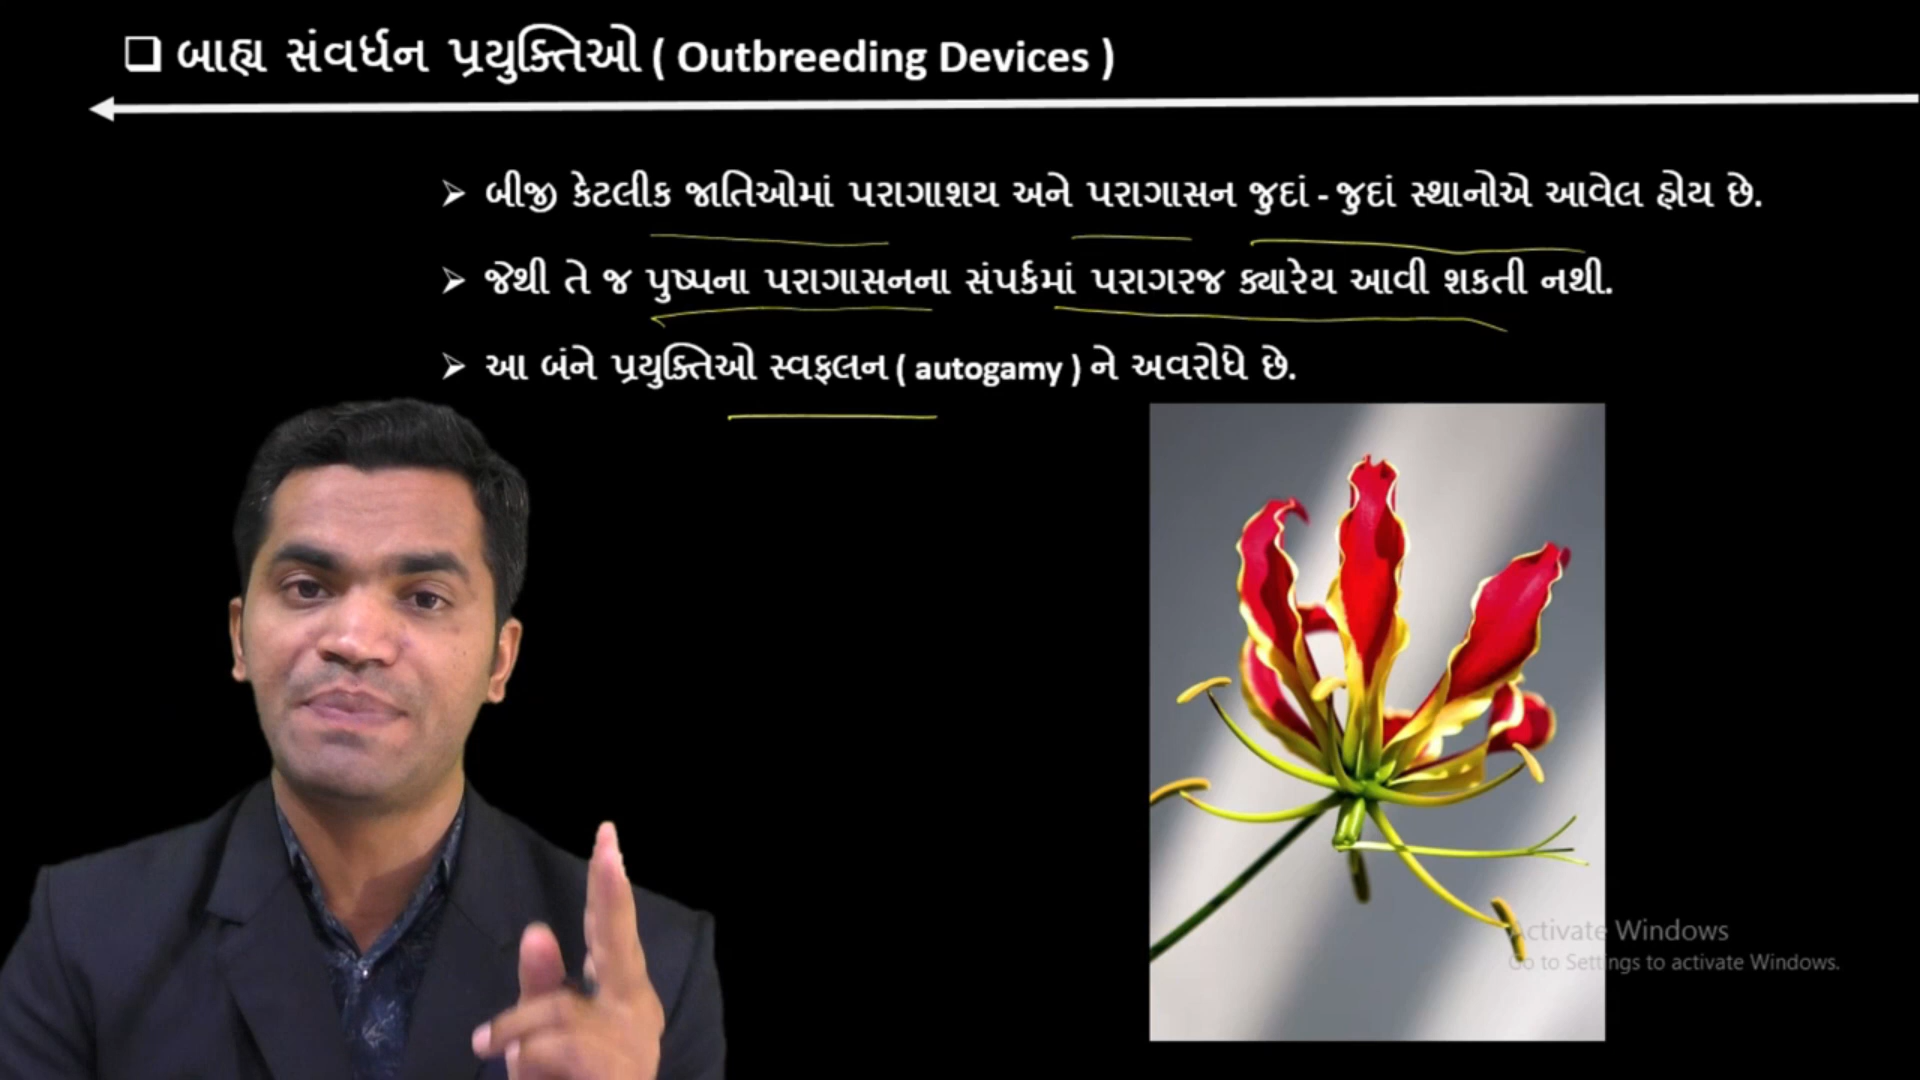 ❑ બાહ્ય સંવર્ધન પ્રયુક્તિઓ ( Outbreeding Devices )
➢ બીજી કેટલીક જાતિઓમાં પરાગાશય અને પરાગાસન જુદાં - જુદાં સ્થાનોએ આવેલ હોય છે.
➢ જેથી તે જ પુષ્પના પરાગાસનના સંપર્કમાં પરાગરજ ક્યારેય આવી શકતી નથી.
➢ આ બંને પ્રયુક્તિઓ સ્વફલન ( autogamy ) ને અવરોધે છે.
Activate Windows
Go to Settings to activate Windows.